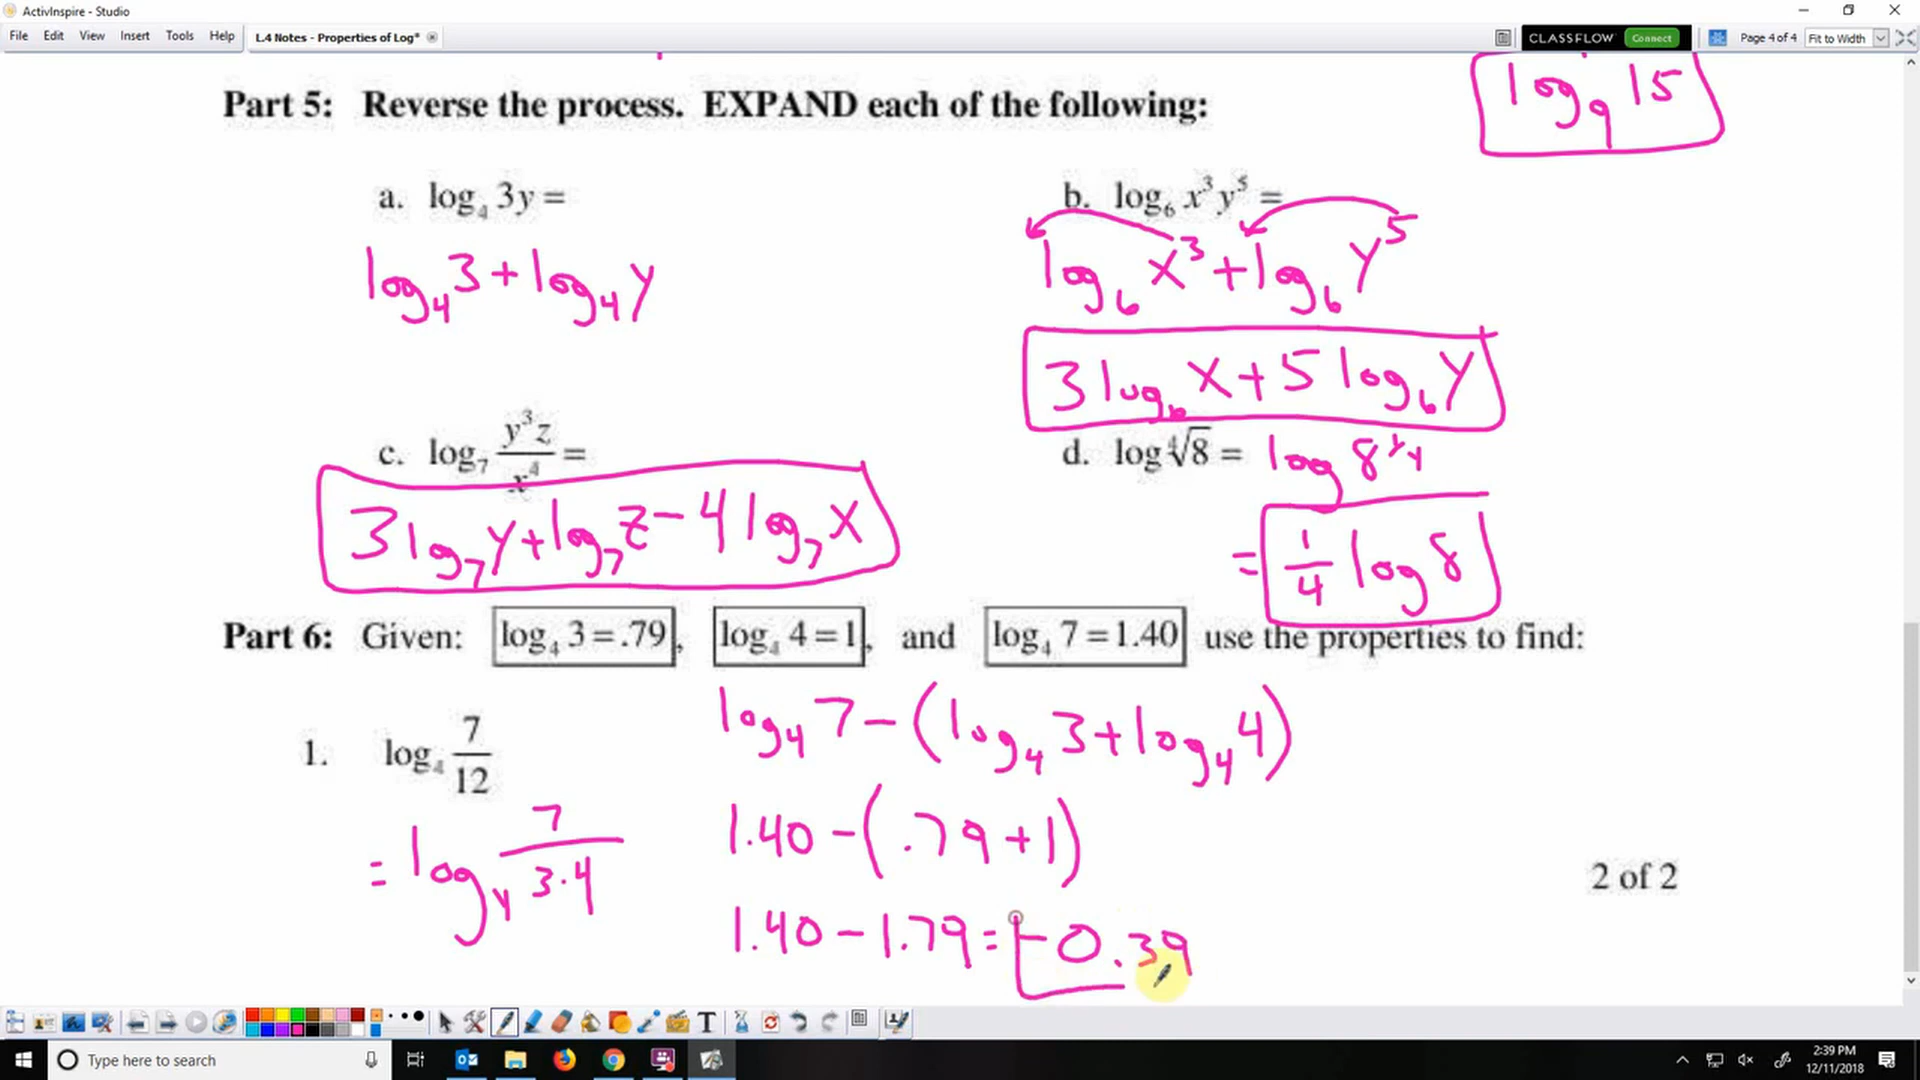 ActivInspire - Studio
File Edit View Insert Tools Help L.4 Notes - Properties of Log* CLASSFLOW Connect Page 4 of 4 Fit to Width
log₉ 15
Part 5: Reverse the process. EXPAND each of the following:
a. log₄ 3y =
log₄ 3 + log₄ y
b. log₆ x³y⁵ =
log₆ x³ + log₆ y⁵
3 log₆ x + 5 log₆ y
c. log₇ y³z/x⁴ =
3 log₇ y + log₇ z - 4 log₇ x
d. log ∜8 = log 8^1/4
= 1/4 log 8
Part 6: Given: log₄ 3 = .79, log₄ 4 = 1, and log₄ 7 = 1.40 use the properties to find:
1. log₄ 7/12
= log₄ 7/3·4
log₄ 7 - (log₄ 3 + log₄ 4)
1.40 - (.79 + 1)
1.40 - 1.79 = -0.39
2 of 2
T
Type here to search
2:39 PM
12/11/2018